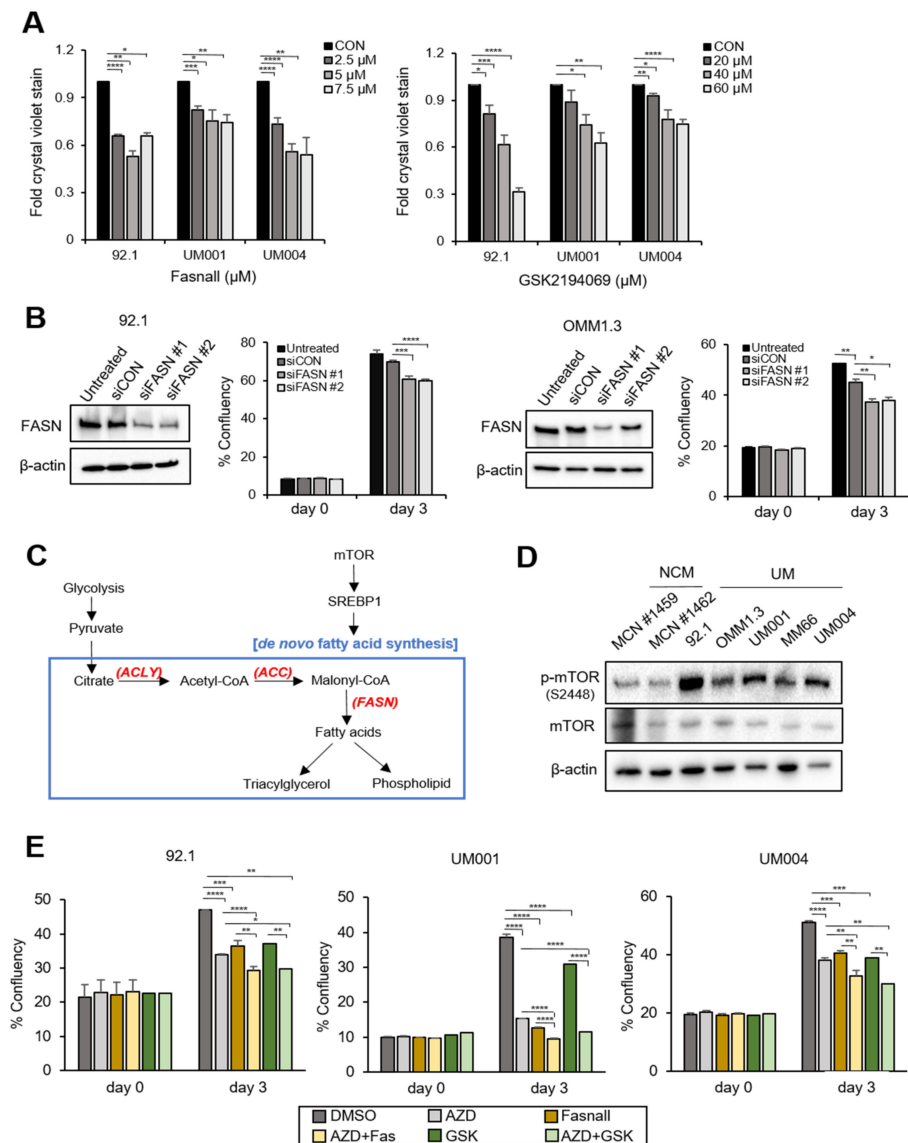 A
Fold crystal violet stain
1.2
0.9
0.6
0.3
0
*
**
****
**
*
***
**
****
****
CON
2.5 µM
5 µM
7.5 µM
92.1
UM001
UM004
Fasnall (µM)
Fold crystal violet stain
1.2
0.9
0.6
0.3
0
****
***
*
**
*
****
*
**
CON
20 µM
40 µM
60 µM
92.1
UM001
UM004
GSK2194069 (µM)
B
92.1
Untreated
siCON
siFASN #1
siFASN #2
FASN
β-actin
% Confluency
80
60
40
20
0
Untreated
siCON
siFASN #1
siFASN #2
****
***
day 0
day 3
OMM1.3
Untreated
siCON
siFASN #1
siFASN #2
FASN
β-actin
% Confluency
60
40
20
0
Untreated
siCON
siFASN #1
siFASN #2
**
*
**
day 0
day 3
C
mTOR
Glycolysis
SREBP1
Pyruvate
[de novo fatty acid synthesis]
Citrate
(ACLY)
Acetyl-CoA
(ACC)
Malonyl-CoA
(FASN)
Fatty acids
Triacylglycerol
Phospholipid
D
NCM
UM
MCN #1459
MCN #1462
92.1
OMM1.3
UM001
MM66
UM004
p-mTOR
(S2448)
mTOR
β-actin
E
92.1
% Confluency
50
40
30
20
10
0
**
***
****
****
*
**
**
day 0
day 3
UM001
% Confluency
50
40
30
20
10
0
****
****
****
****
****
****
****
day 0
day 3
UM004
% Confluency
60
40
20
0
***
***
****
**
**
**
**
day 0
day 3
DMSO
AZD
Fasnall
AZD+Fas
GSK
AZD+GSK